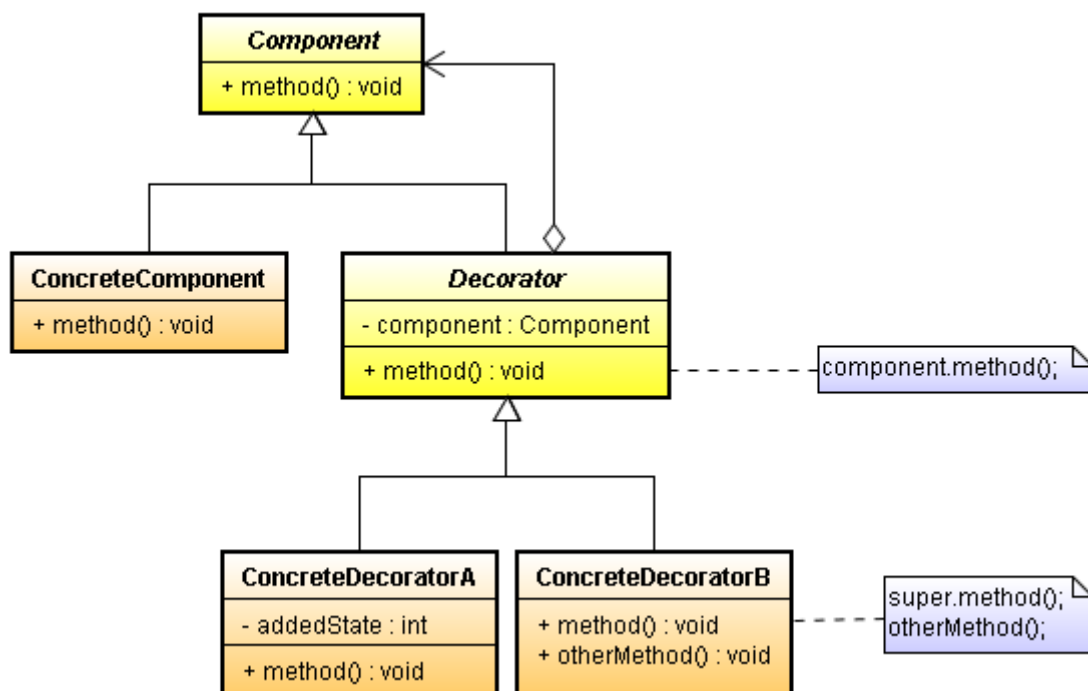 Component
+ method() : void
ConcreteComponent
+ method() : void
Decorator
- component : Component
+ method() : void
component.method();
ConcreteDecoratorA
- addedState : int
+ method() : void
ConcreteDecoratorB
+ method() : void
+ otherMethod() : void
super.method();
otherMethod();